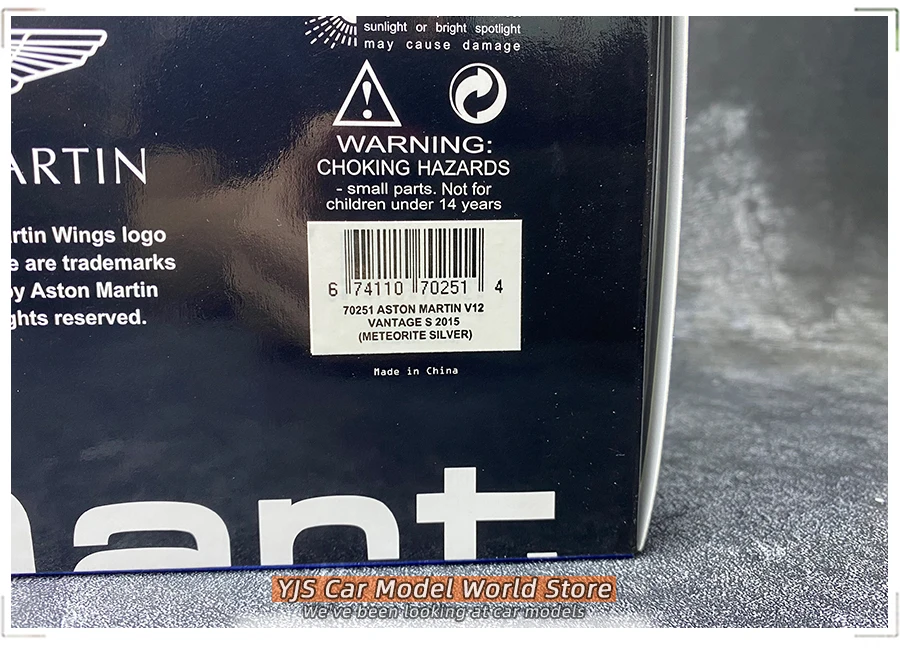 sunlight or bright spotlight
may cause damage
WARNING:
CHOKING HAZARDS
- small parts. Not for
children under 14 years
ARTIN
rtin Wings logo
e are trademarks
by Aston Martin
ghts reserved.
6 74110 70251 4
70251 ASTON MARTIN V12
VANTAGE S 2015
(METEORITE SILVER)
Made in China
ant.
YJS Car Model World Store
We've been looking at car models